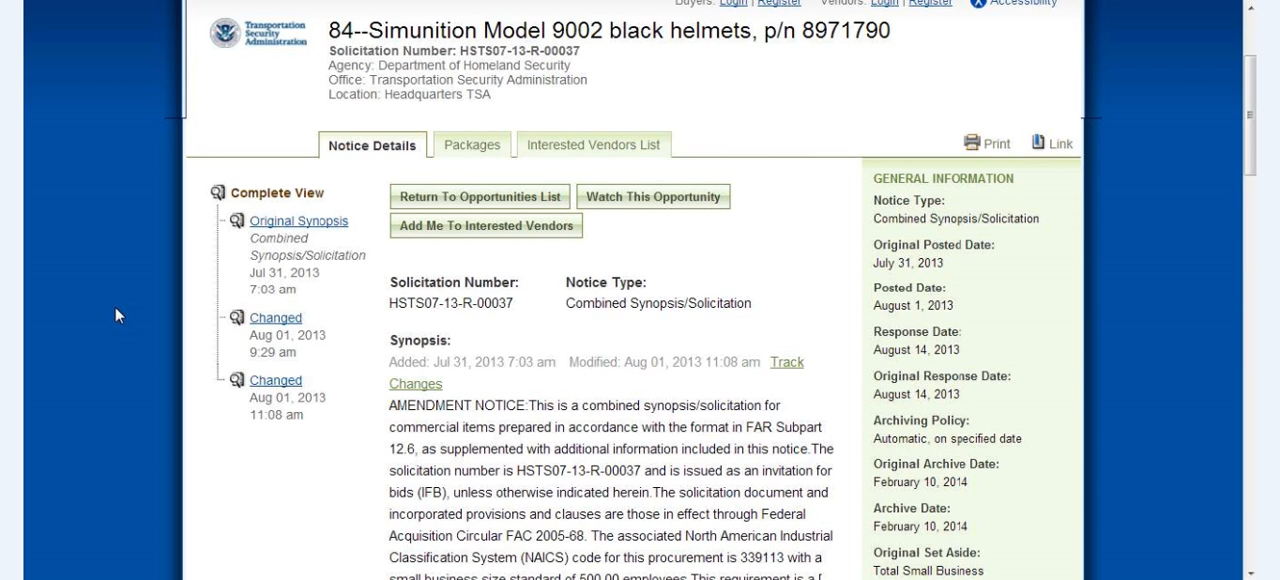 Buyers: Login | Register Vendors: Login | Register Accessibility
Transportation
Security
Administration
84--Simunition Model 9002 black helmets, p/n 8971790
Solicitation Number: HSTS07-13-R-00037
Agency: Department of Homeland Security
Office: Transportation Security Administration
Location: Headquarters TSA
Notice Details
Packages
Interested Vendors List
Print
Link
Complete View
Original Synopsis
Combined
Synopsis/Solicitation
Jul 31, 2013
7:03 am
Changed
Aug 01, 2013
9:29 am
Changed
Aug 01, 2013
11:08 am
Return To Opportunities List
Watch This Opportunity
Add Me To Interested Vendors
Solicitation Number:
HSTS07-13-R-00037
Notice Type:
Combined Synopsis/Solicitation
Synopsis:
Added: Jul 31, 2013 7:03 am Modified: Aug 01, 2013 11:08 am Track
Changes
AMENDMENT NOTICE:This is a combined synopsis/solicitation for
commercial items prepared in accordance with the format in FAR Subpart
12.6, as supplemented with additional information included in this notice.The
solicitation number is HSTS07-13-R-00037 and is issued as an invitation for
bids (IFB), unless otherwise indicated herein.The solicitation document and
incorporated provisions and clauses are those in effect through Federal
Acquisition Circular FAC 2005-68. The associated North American Industrial
Classification System (NAICS) code for this procurement is 339113 with a
small business size standard of 500.00 employees.This requirement is a [
GENERAL INFORMATION
Notice Type:
Combined Synopsis/Solicitation
Original Posted Date:
July 31, 2013
Posted Date:
August 1, 2013
Response Date:
August 14, 2013
Original Response Date:
August 14, 2013
Archiving Policy:
Automatic, on specified date
Original Archive Date:
February 10, 2014
Archive Date:
February 10, 2014
Original Set Aside:
Total Small Business